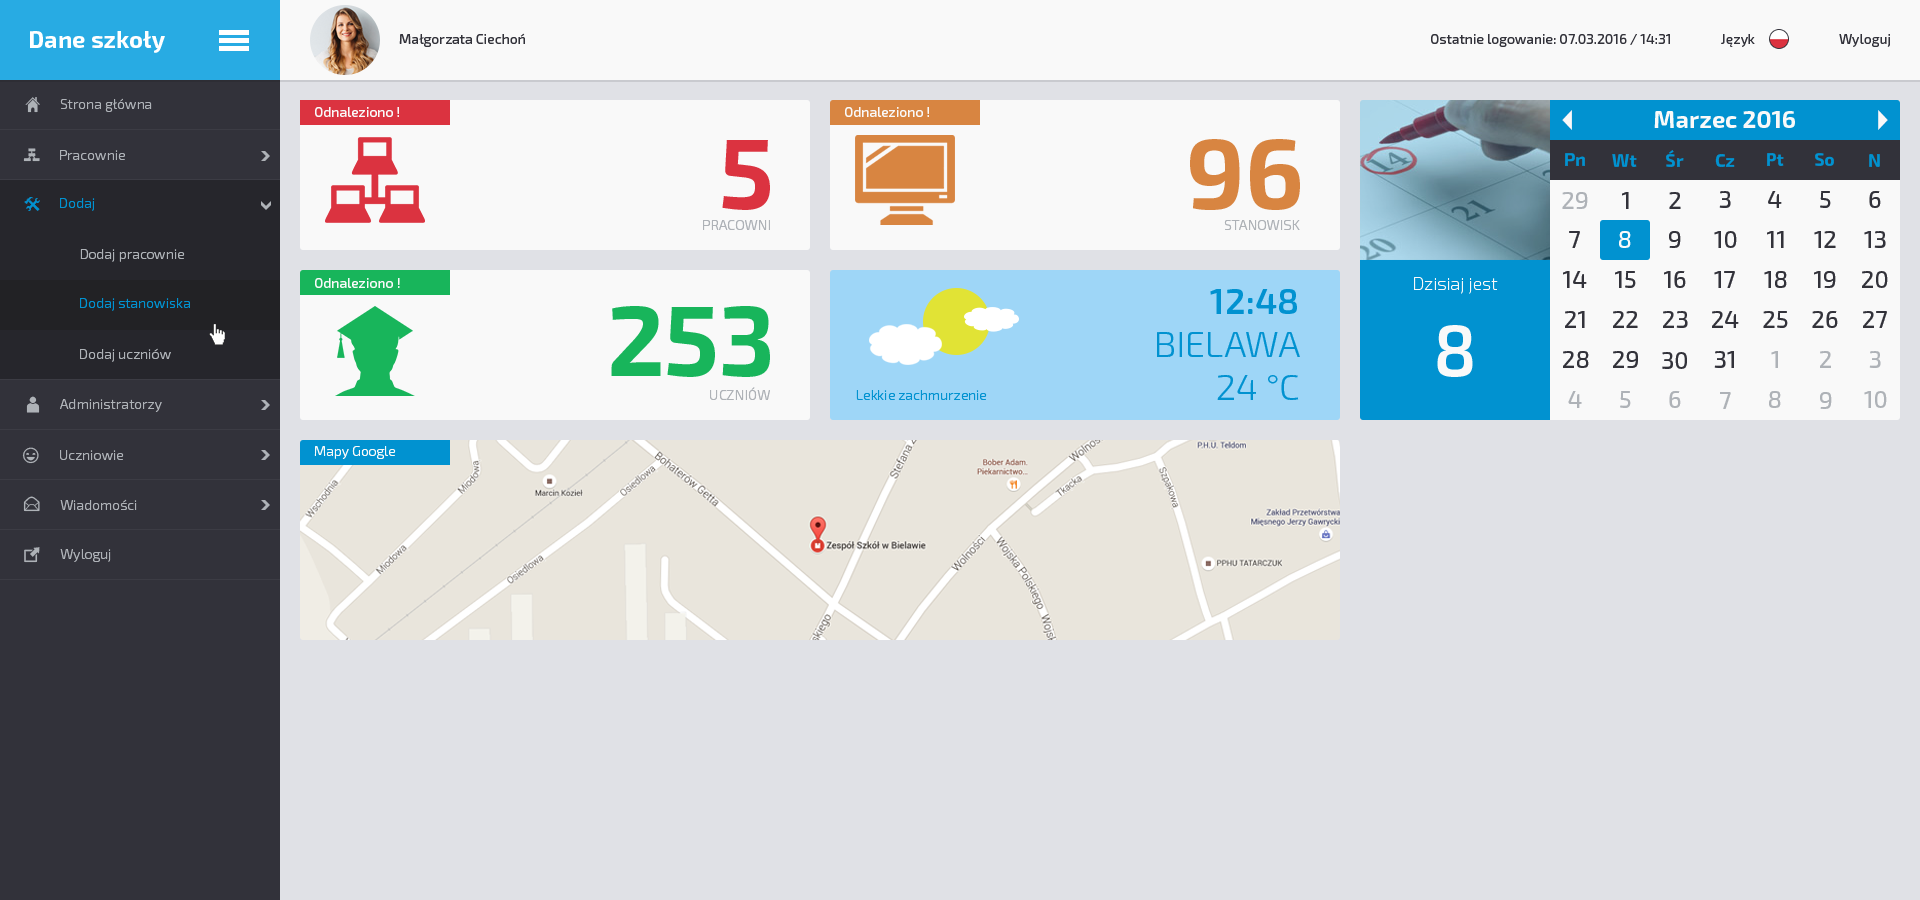 Dane szkoły
Małgorzata Ciechoń
Ostatnie logowanie: 07.03.2016 / 14:31
Język
Wyloguj
Strona główna
Pracownie
Dodaj
Dodaj pracownie
Dodaj stanowiska
Dodaj uczniów
Administratorzy
Uczniowie
Wiadomości
Wyloguj
Odnaleziono !
5
PRACOWNI
Odnaleziono !
96
STANOWISK
Odnaleziono !
253
UCZNIÓW
12:48
BIELAWA
24 °C
Lekkie zachmurzenie
14
21
20
Dzisiaj jest
8
Marzec 2016
Pn Wt Śr Cz Pt So N
29 1 2 3 4 5 6
7 8 9 10 11 12 13
14 15 16 17 18 19 20
21 22 23 24 25 26 27
28 29 30 31 1 2 3
4 5 6 7 8 9 10
Mapy Google
Wschodnia
Miodowa
Miodowa
Marcin Kozieł
Osiedlowa
Osiedlowa
Bohaterów Getta
Stefana
Zespół Szkół w Bielawie
skiego
Bober Adam.
Piekarnictwo...
Wolnoś
Tkacka
Wolności
Wojska Polskiego
Wojsk
Szpakowa
P.H.U. Teldom
Zakład Przetwórstwa
Mięsnego Jerzy Gawrycki
PPHU TATARCZUK